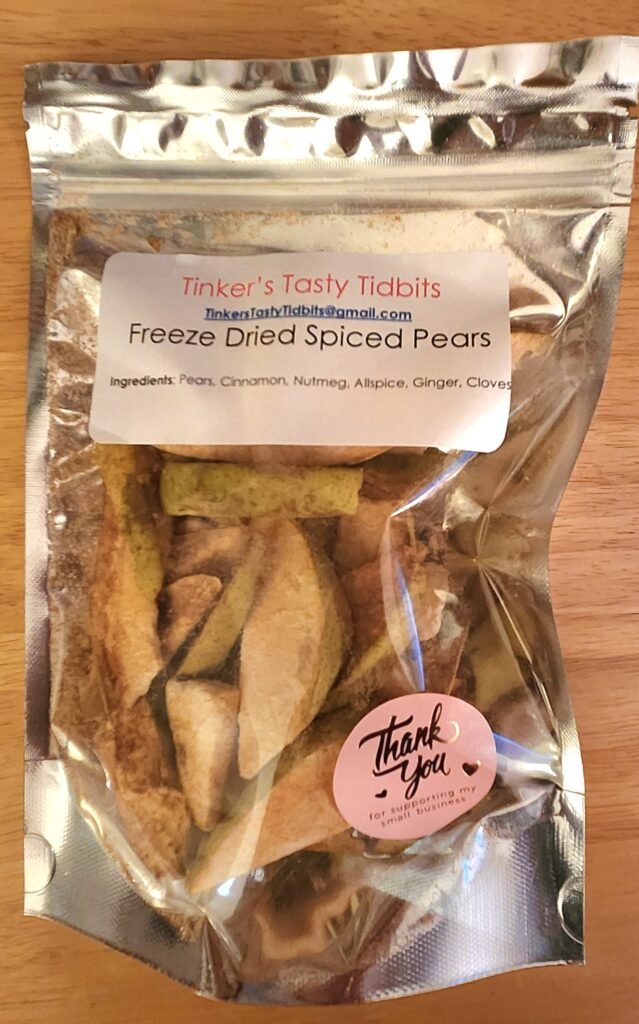 Tinker's Tasty Tidbits
TinkersTastyTidbits@gmail.com
Freeze Dried Spiced Pears
Ingredients: Pears, Cinnamon, Nutmeg, Allspice, Ginger, Cloves
Thank
you
for supporting my
small business